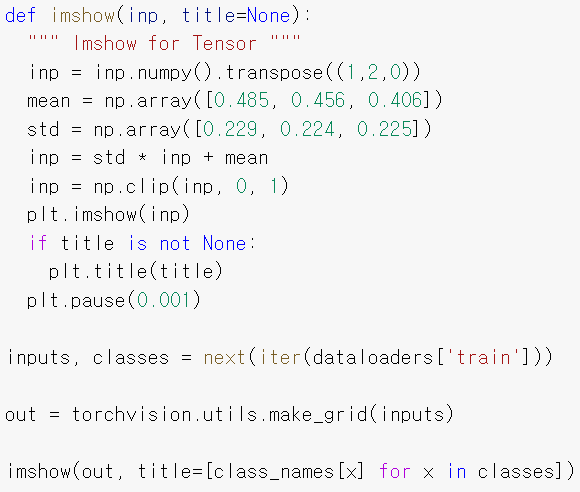 def imshow(inp, title=None):
  """ Imshow for Tensor """
  inp = inp.numpy().transpose((1,2,0))
  mean = np.array([0.485, 0.456, 0.406])
  std = np.array([0.229, 0.224, 0.225])
  inp = std * inp + mean
  inp = np.clip(inp, 0, 1)
  plt.imshow(inp)
  if title is not None:
    plt.title(title)
  plt.pause(0.001)

inputs, classes = next(iter(dataloaders['train']))

out = torchvision.utils.make_grid(inputs)

imshow(out, title=[class_names[x] for x in classes])